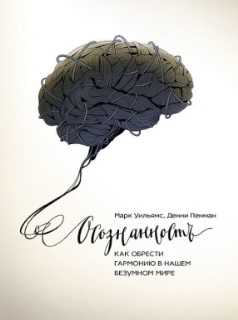 Марк Уильямс, Денни Пенман
Осознанность
КАК ОБРЕСТИ
ГАРМОНИЮ В НАШЕМ
БЕЗУМНОМ МИРЕ